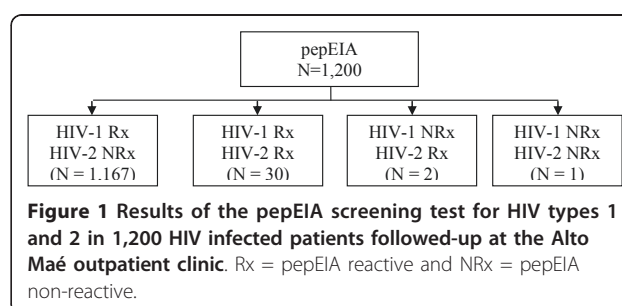 pepEIA
N=1,200
HIV-1 Rx
HIV-2 NRx
(N = 1.167)
HIV-1 Rx
HIV-2 Rx
(N = 30)
HIV-1 NRx
HIV-2 Rx
(N = 2)
HIV-1 NRx
HIV-2 NRx
(N = 1)
Figure 1 Results of the pepEIA screening test for HIV types 1
and 2 in 1,200 HIV infected patients followed-up at the Alto
Maé outpatient clinic. Rx = pepEIA reactive and NRx = pepEIA
non-reactive.